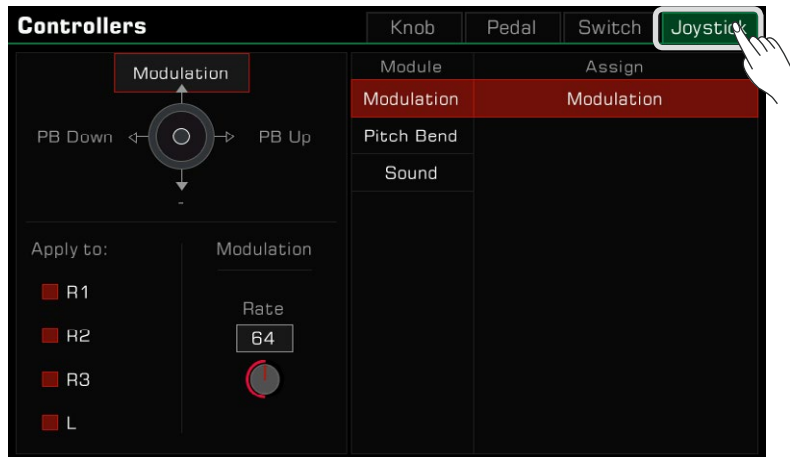 Controllers Knob Pedal Switch Joystick
Modulation
PB Down PB Up
-
Apply to:
R1
R2
R3
L
Modulation
Rate
64
Module Assign
Modulation Modulation
Pitch Bend
Sound